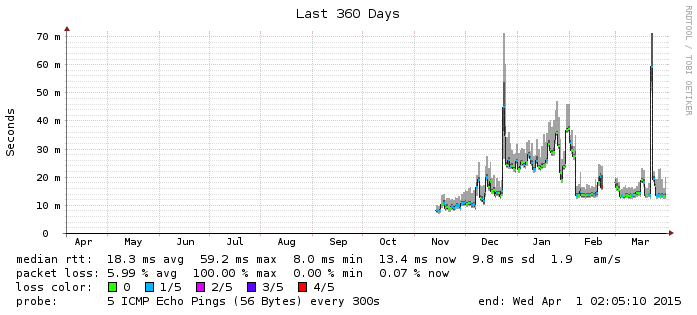 Last 360 Days
RRDTOOL / TOBI OETIKER
Seconds
70 m
60 m
50 m
40 m
30 m
20 m
10 m
0
Apr May Jun Jul Aug Sep Oct Nov Dec Jan Feb Mar
median rtt: 18.3 ms avg 59.2 ms max 8.0 ms min 13.4 ms now 9.8 ms sd 1.9 am/s
packet loss: 5.99 % avg 100.00 % max 0.00 % min 0.07 % now
loss color: 0 1/5 2/5 3/5 4/5
probe: 5 ICMP Echo Pings (56 Bytes) every 300s end: Wed Apr 1 02:05:10 2015